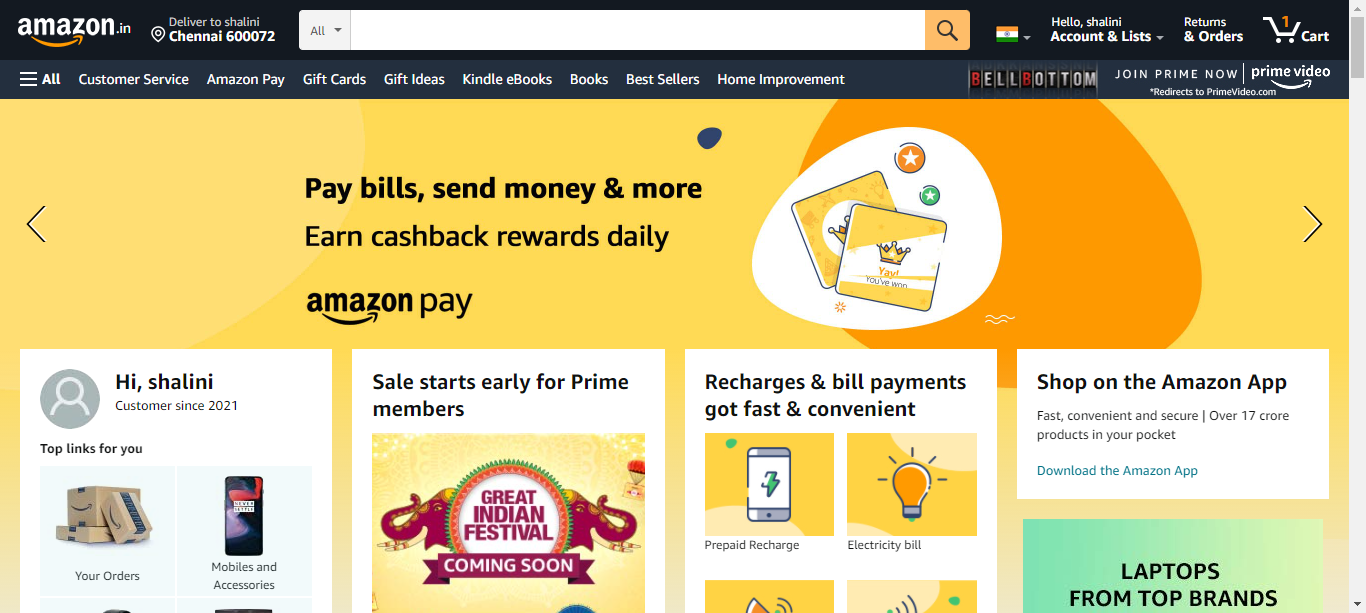 amazon.in
Deliver to shalini
Chennai 600072
All
Hello, shalini
Account & Lists
Returns
& Orders
1
Cart
All Customer Service Amazon Pay Gift Cards Gift Ideas Kindle eBooks Books Best Sellers Home Improvement
BELLBOTTOM
JOIN PRIME NOW
prime video
*Redirects to PrimeVideo.com
Pay bills, send money & more
Earn cashback rewards daily
amazon pay
Yay!
You've won
Hi, shalini
Customer since 2021
Top links for you
Your Orders
NEVER
SETTLE
Mobiles and
Accessories
Sale starts early for Prime
members
GREAT
INDIAN
FESTIVAL
COMING SOON
Recharges & bill payments
got fast & convenient
Prepaid Recharge
Electricity bill
Shop on the Amazon App
Fast, convenient and secure | Over 17 crore
products in your pocket
Download the Amazon App
LAPTOPS
FROM TOP BRANDS